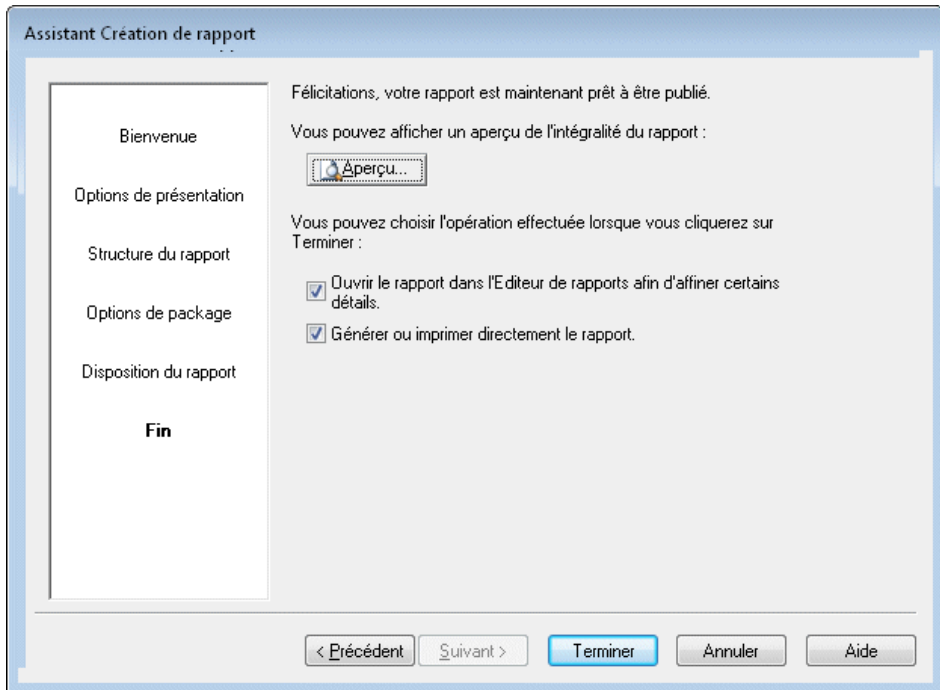 Assistant Création de rapport
Bienvenue
Options de présentation
Structure du rapport
Options de package
Disposition du rapport
Fin
Félicitations, votre rapport est maintenant prêt à être publié.
Vous pouvez afficher un aperçu de l'intégralité du rapport :
Aperçu...
Vous pouvez choisir l'opération effectuée lorsque vous cliquerez sur
Terminer :
Ouvrir le rapport dans l'Editeur de rapports afin d'affiner certains
détails.
Générer ou imprimer directement le rapport.
< Précédent
Suivant >
Terminer
Annuler
Aide